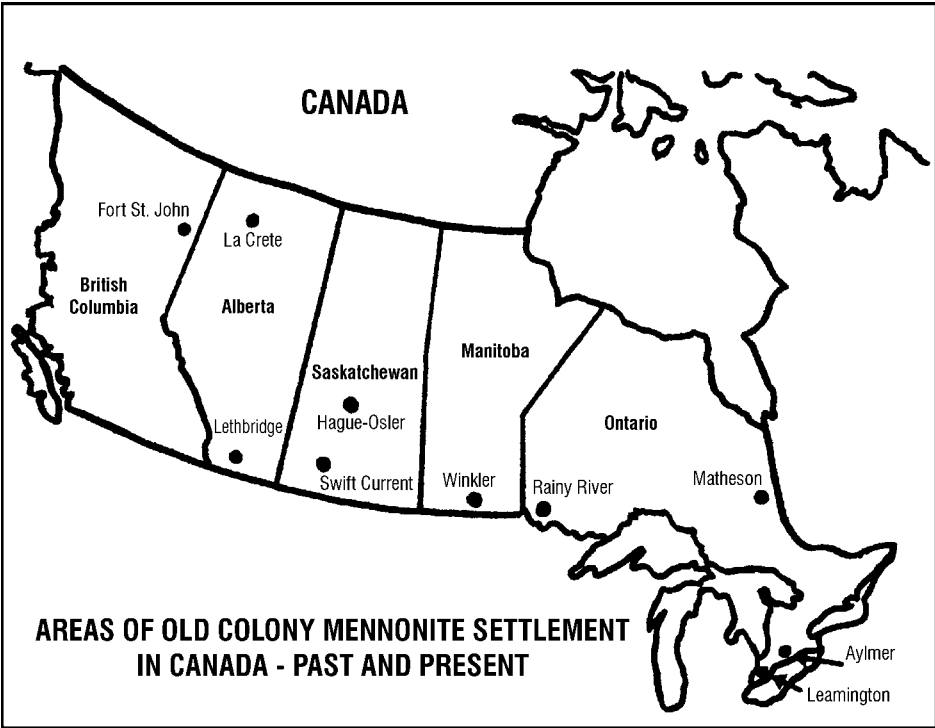 CANADA
Fort St. John
La Crete
British
Columbia
Alberta
Manitoba
Saskatchewan
Hague-Osler
Ontario
Lethbridge
Swift Current
Winkler
Rainy River
Matheson
AREAS OF OLD COLONY MENNONITE SETTLEMENT
IN CANADA - PAST AND PRESENT
Aylmer
Leamington